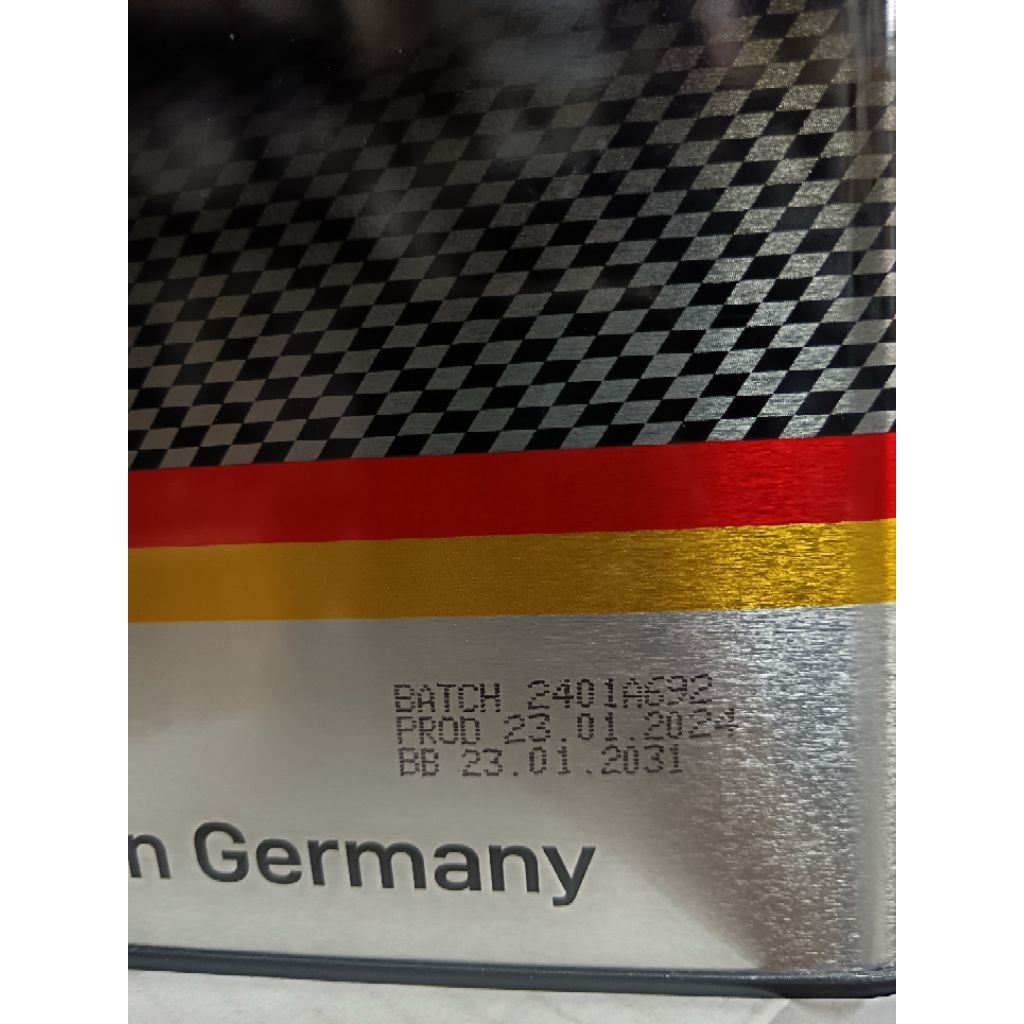 BATCH 2401A692
PROD 23.01.2024
BB 23.01.2031
n Germany